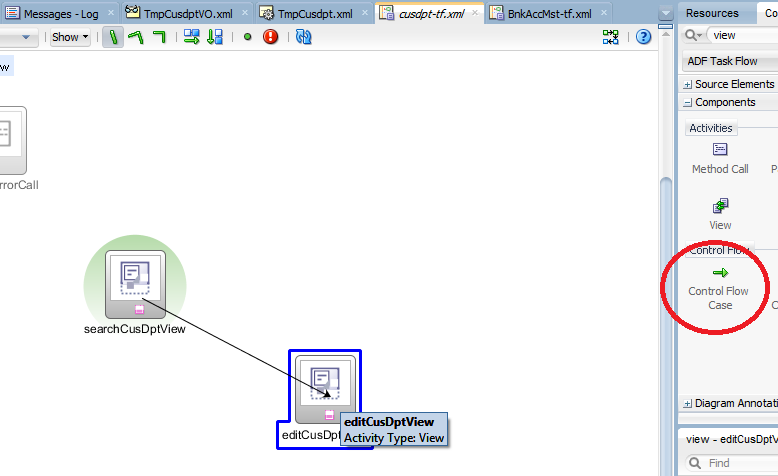 Messages - Log
TmpCusdptVO.xml
TmpCusdpt.xml
cusdpt-tf.xml
BnkAccMst-tf.xml
Resources
Co
Show
view
ADF Task Flow
Source Elements
Components
Activities
Method Call
P
View
Control Flow
Control Flow
Case
C
Diagram Annotati
view - editCusDptV
Find
w
rrorCall
searchCusDptView
editCusDpt
editCusDptView
Activity Type: View